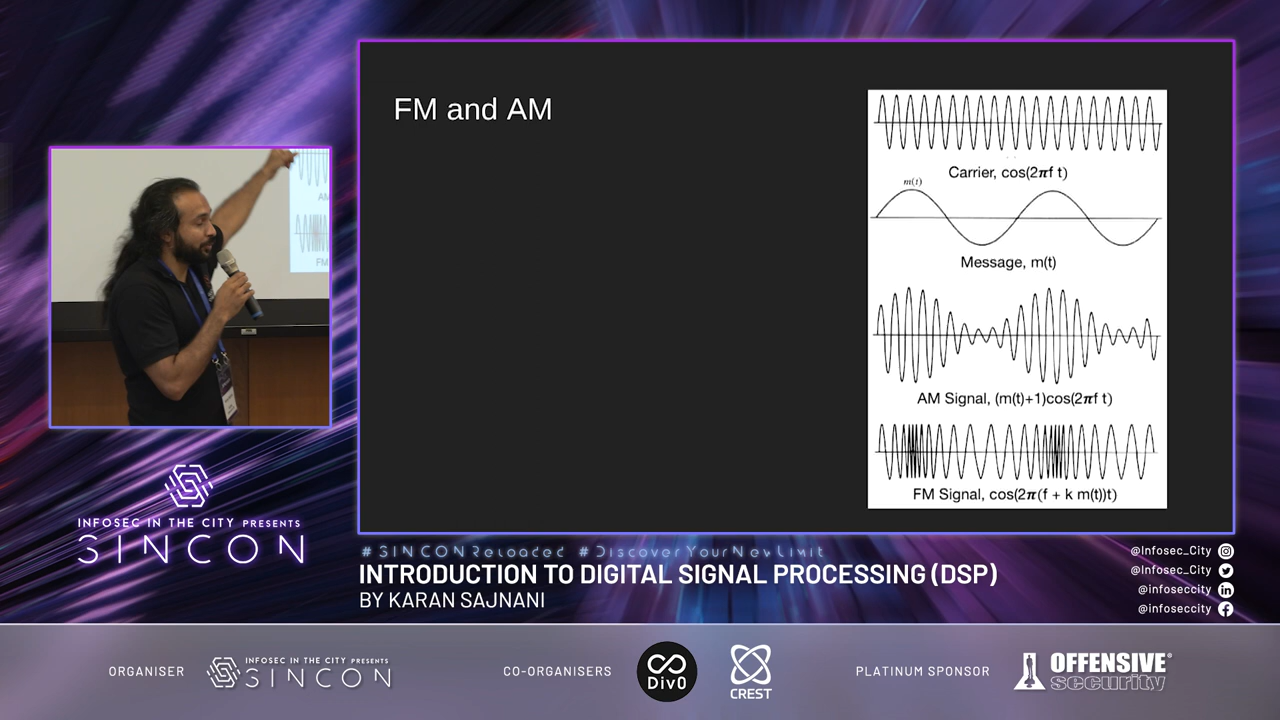 FM and AM
Carrier, cos(2πf t)
m(t)
Message, m(t)
AM Signal, (m(t)+1)cos(2πf t)
FM Signal, cos(2π(f + k m(t))t)
AM
FM
INFOSEC IN THE CITY PRESENTS
SINCON
#SINCONReloaded #DiscoverYourNewLimit
INTRODUCTION TO DIGITAL SIGNAL PROCESSING (DSP)
BY KARAN SAJNANI
@Infosec_City
@Infosec_City
@infoseccity
@infoseccity
ORGANISER
INFOSEC IN THE CITY PRESENTS
SINCON
CO-ORGANISERS
Div0
CREST
PLATINUM SPONSOR
OFFENSIVE®
security